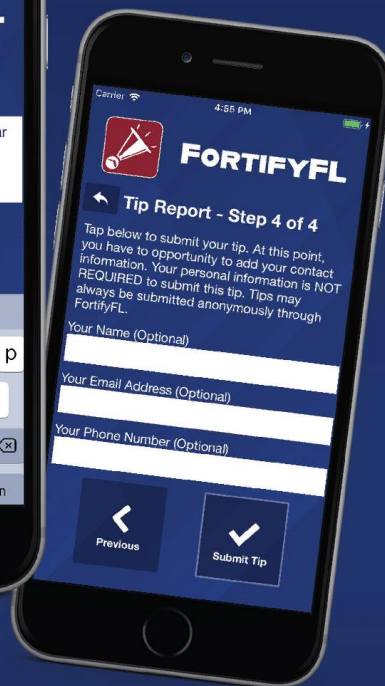 Carrier
4:55 PM
FORTIFYFL
Tip Report - Step 4 of 4
Tap below to submit your tip. At this point,
you have to opportunity to add your contact
information. Your personal information is NOT
REQUIRED to submit this tip. Tips may
always be submitted anonymously through
FortifyFL.
Your Name (Optional)
Your Email Address (Optional)
Your Phone Number (Optional)
Previous
Submit Tip
p